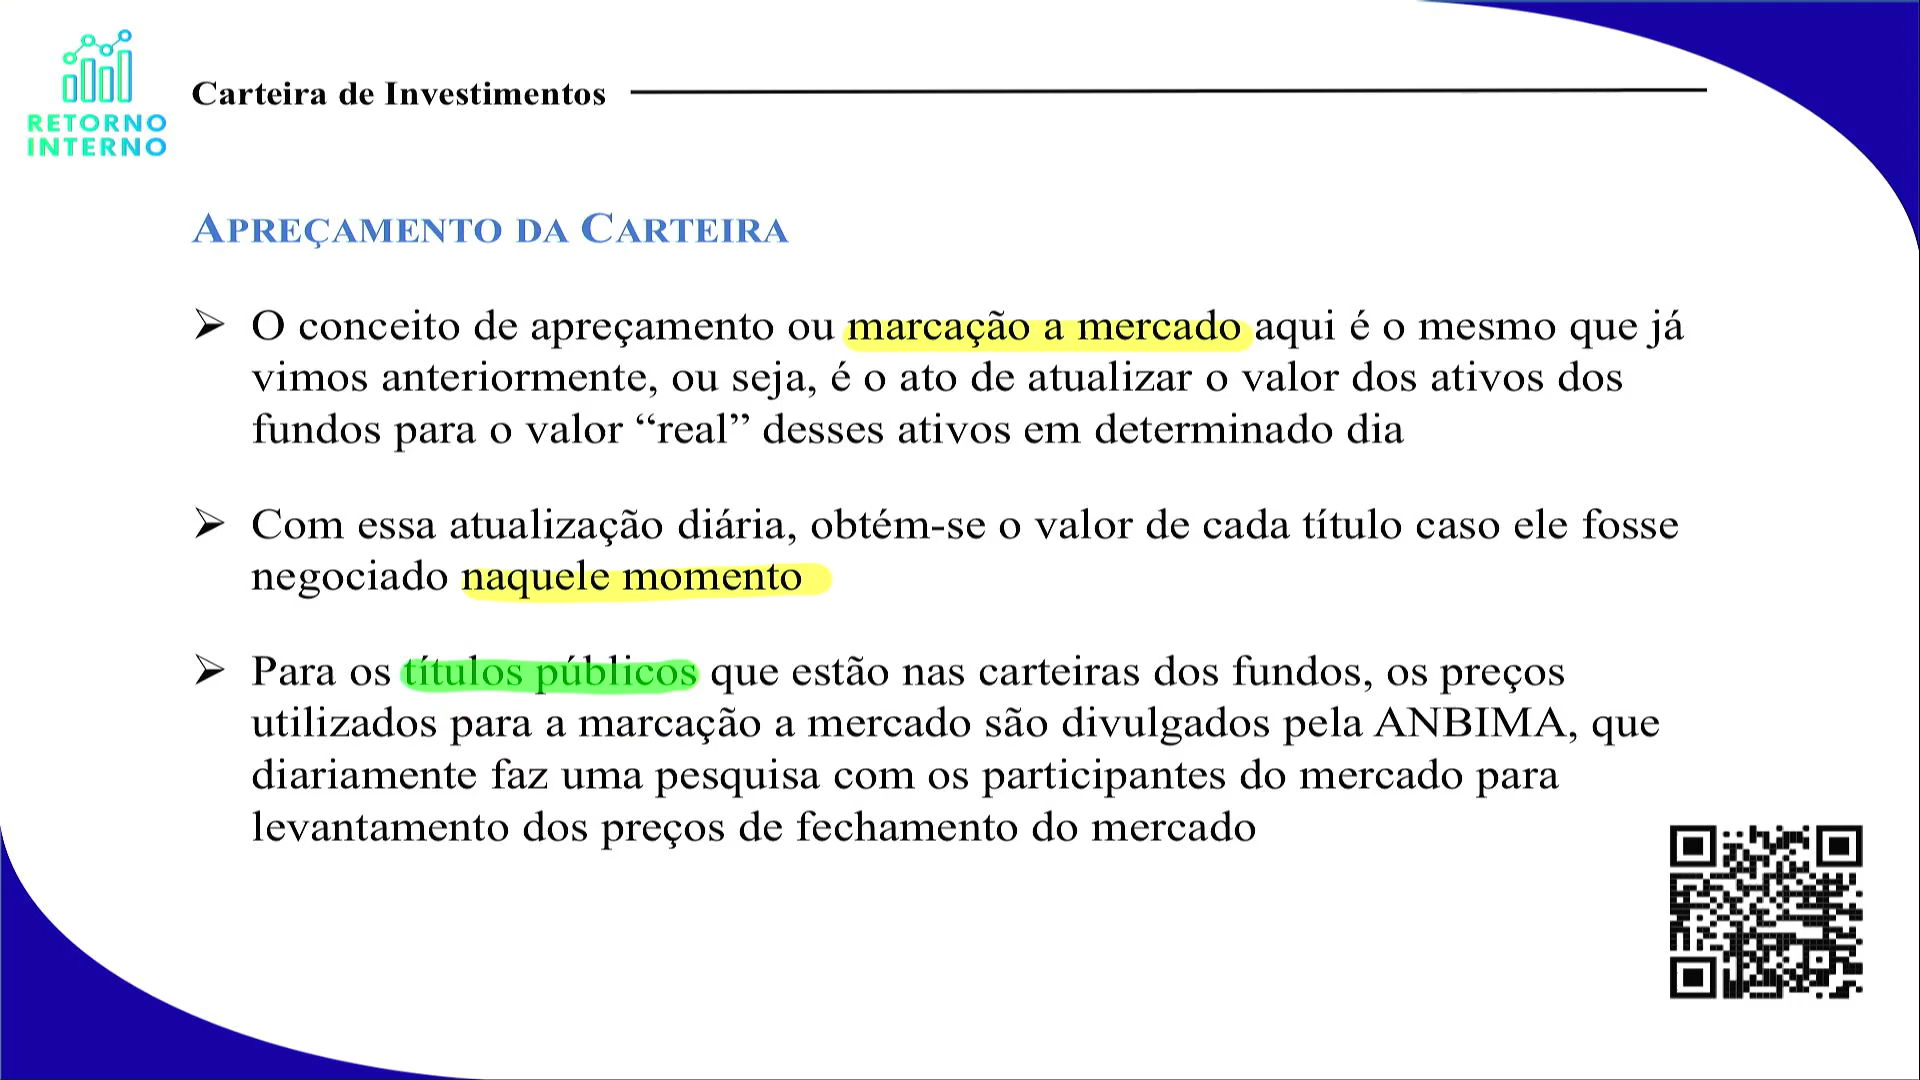 RETORNO
INTERNO
Carteira de Investimentos
APREÇAMENTO DA CARTEIRA
➢ O conceito de apreçamento ou marcação a mercado aqui é o mesmo que já
vimos anteriormente, ou seja, é o ato de atualizar o valor dos ativos dos
fundos para o valor “real” desses ativos em determinado dia
➢ Com essa atualização diária, obtém-se o valor de cada título caso ele fosse
negociado naquele momento
➢ Para os títulos públicos que estão nas carteiras dos fundos, os preços
utilizados para a marcação a mercado são divulgados pela ANBIMA, que
diariamente faz uma pesquisa com os participantes do mercado para
levantamento dos preços de fechamento do mercado